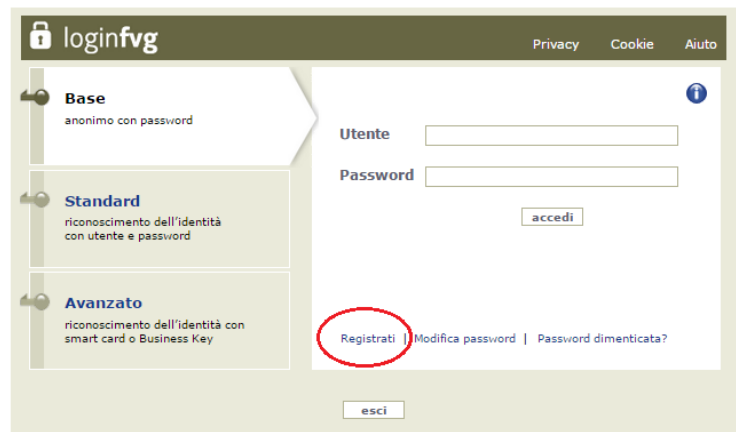 loginfvg
Privacy Cookie Aiuto
Base
anonimo con password
Standard
riconoscimento dell'identità
con utente e password
Avanzato
riconoscimento dell'identità con
smart card o Business Key
Utente
Password
accedi
Registrati | Modifica password | Password dimenticata?
esci